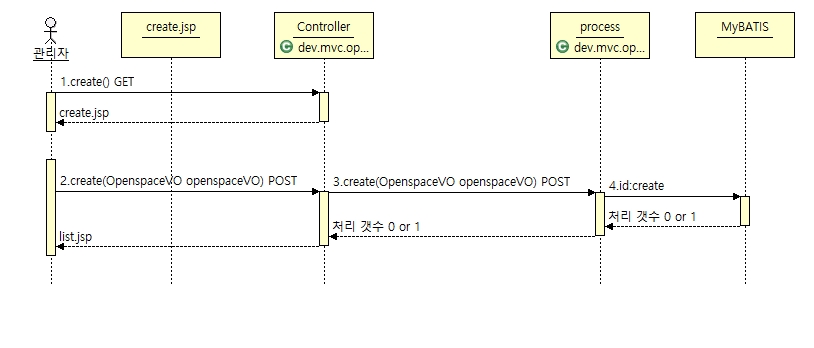 관리자
create.jsp
Controller
C dev.mvc.op...
process
C dev.mvc.op...
MyBATIS
1.create() GET
create.jsp
2.create(OpenspaceVO openspaceVO) POST
3.create(OpenspaceVO openspaceVO) POST
4.id:create
처리 갯수 0 or 1
처리 갯수 0 or 1
list.jsp